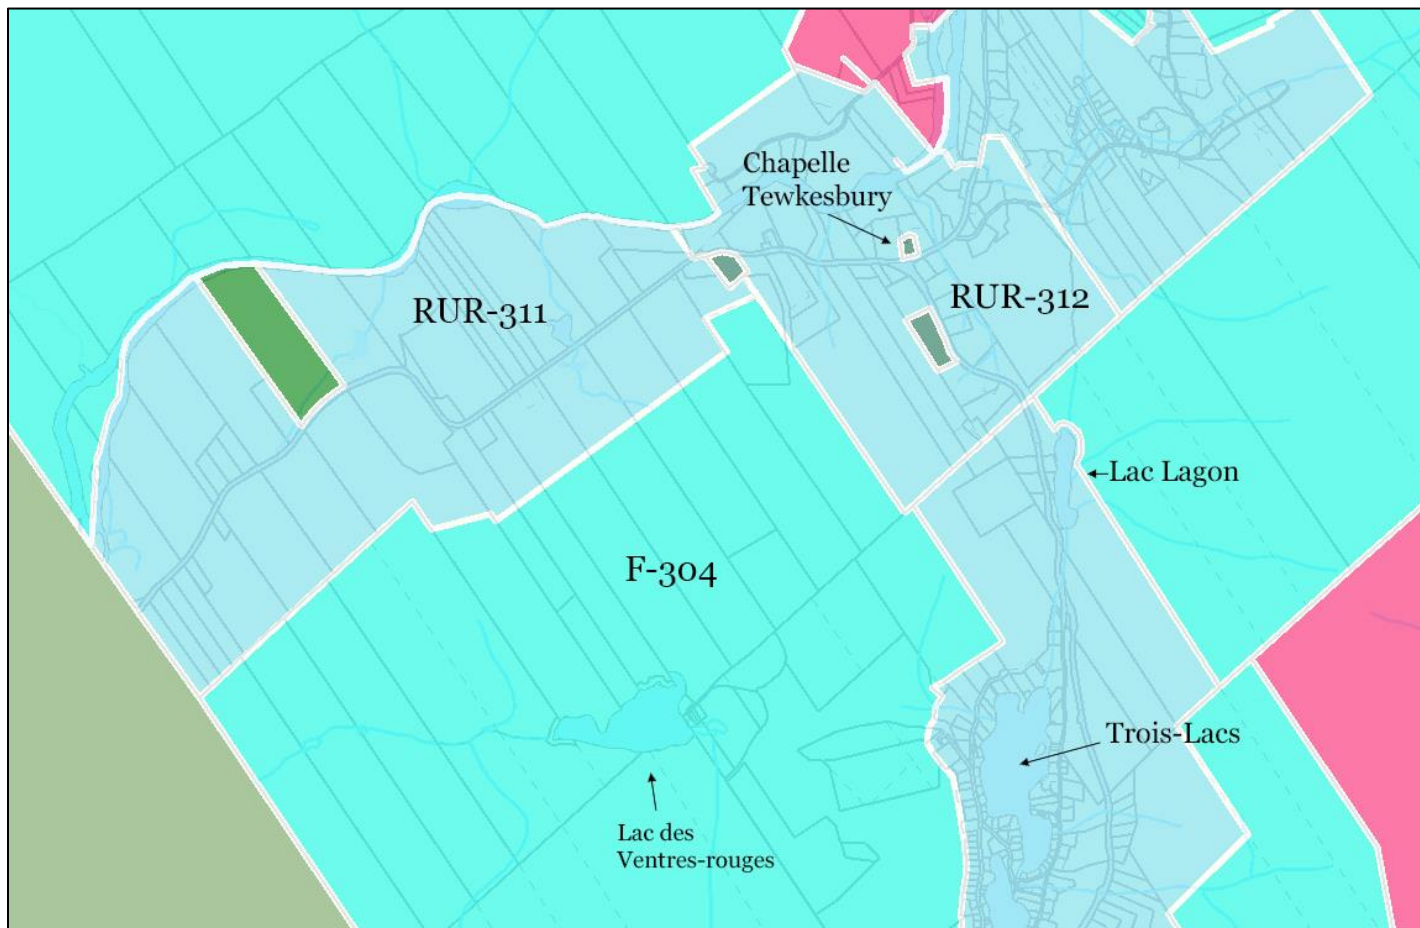 Chapelle
Tewkesbury
RUR-311
RUR-312
Lac Lagon
F-304
Trois-Lacs
Lac des
Ventres-rouges